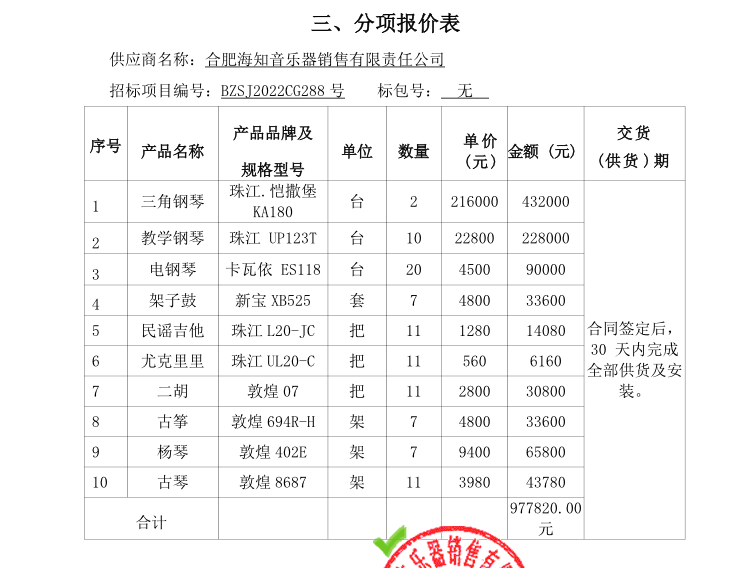 三、分项报价表
供应商名称：合肥海知音乐器销售有限责任公司
招标项目编号：BZSJ2022CG288 号 标包号： 无
序号 产品名称 产品品牌及规格型号 单位 数量 单价（元） 金额 (元) 交货（供货）期
1 三角钢琴 珠江.恺撒堡 KA180 台 2 216000 432000
2 教学钢琴 珠江 UP123T 台 10 22800 228000
3 电钢琴 卡瓦依 ES118 台 20 4500 90000
4 架子鼓 新宝 XB525 套 7 4800 33600
5 民谣吉他 珠江 L20-JC 把 11 1280 14080
6 尤克里里 珠江 UL20-C 把 11 560 6160
7 二胡 敦煌 07 把 11 2800 30800
8 古筝 敦煌 694R-H 架 7 4800 33600
9 杨琴 敦煌 402E 架 7 9400 65800
10 古琴 敦煌 8687 架 11 3980 43780
合同签定后，
30 天内完成
全部供货及安
装。
合计 977820.00 元
乐器销售有